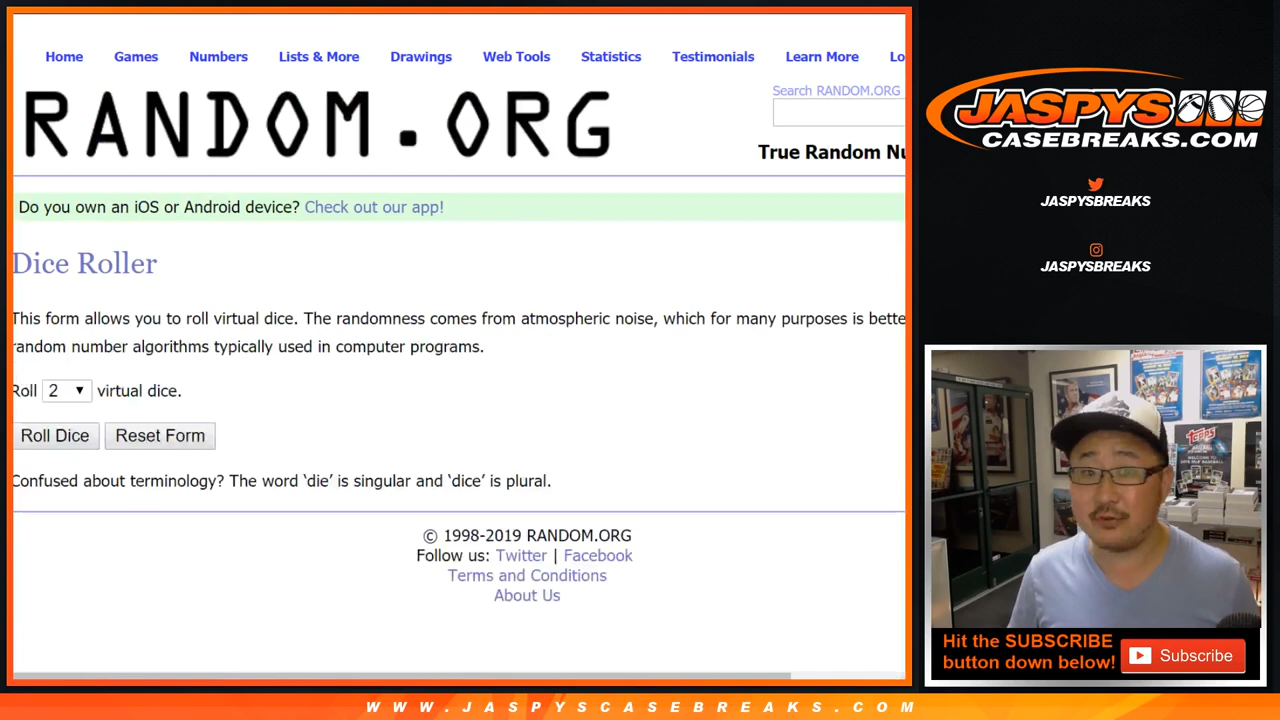 Home Games Numbers Lists & More Drawings Web Tools Statistics Testimonials Learn More Lo
Search RANDOM.ORG
RANDOM.ORG
True Random Nu
Do you own an iOS or Android device? Check out our app!
Dice Roller
This form allows you to roll virtual dice. The randomness comes from atmospheric noise, which for many purposes is bette
random number algorithms typically used in computer programs.
Roll 2 virtual dice.
Roll Dice Reset Form
Confused about terminology? The word ‘die’ is singular and ‘dice’ is plural.
© 1998-2019 RANDOM.ORG
Follow us: Twitter | Facebook
Terms and Conditions
About Us
JASPYS
CASEBREAKS.COM
JASPYSBREAKS
JASPYSBREAKS
TOPPS
Hit the SUBSCRIBE
button down below!
Subscribe
WWW.JASPYSCASEBREAKS.COM